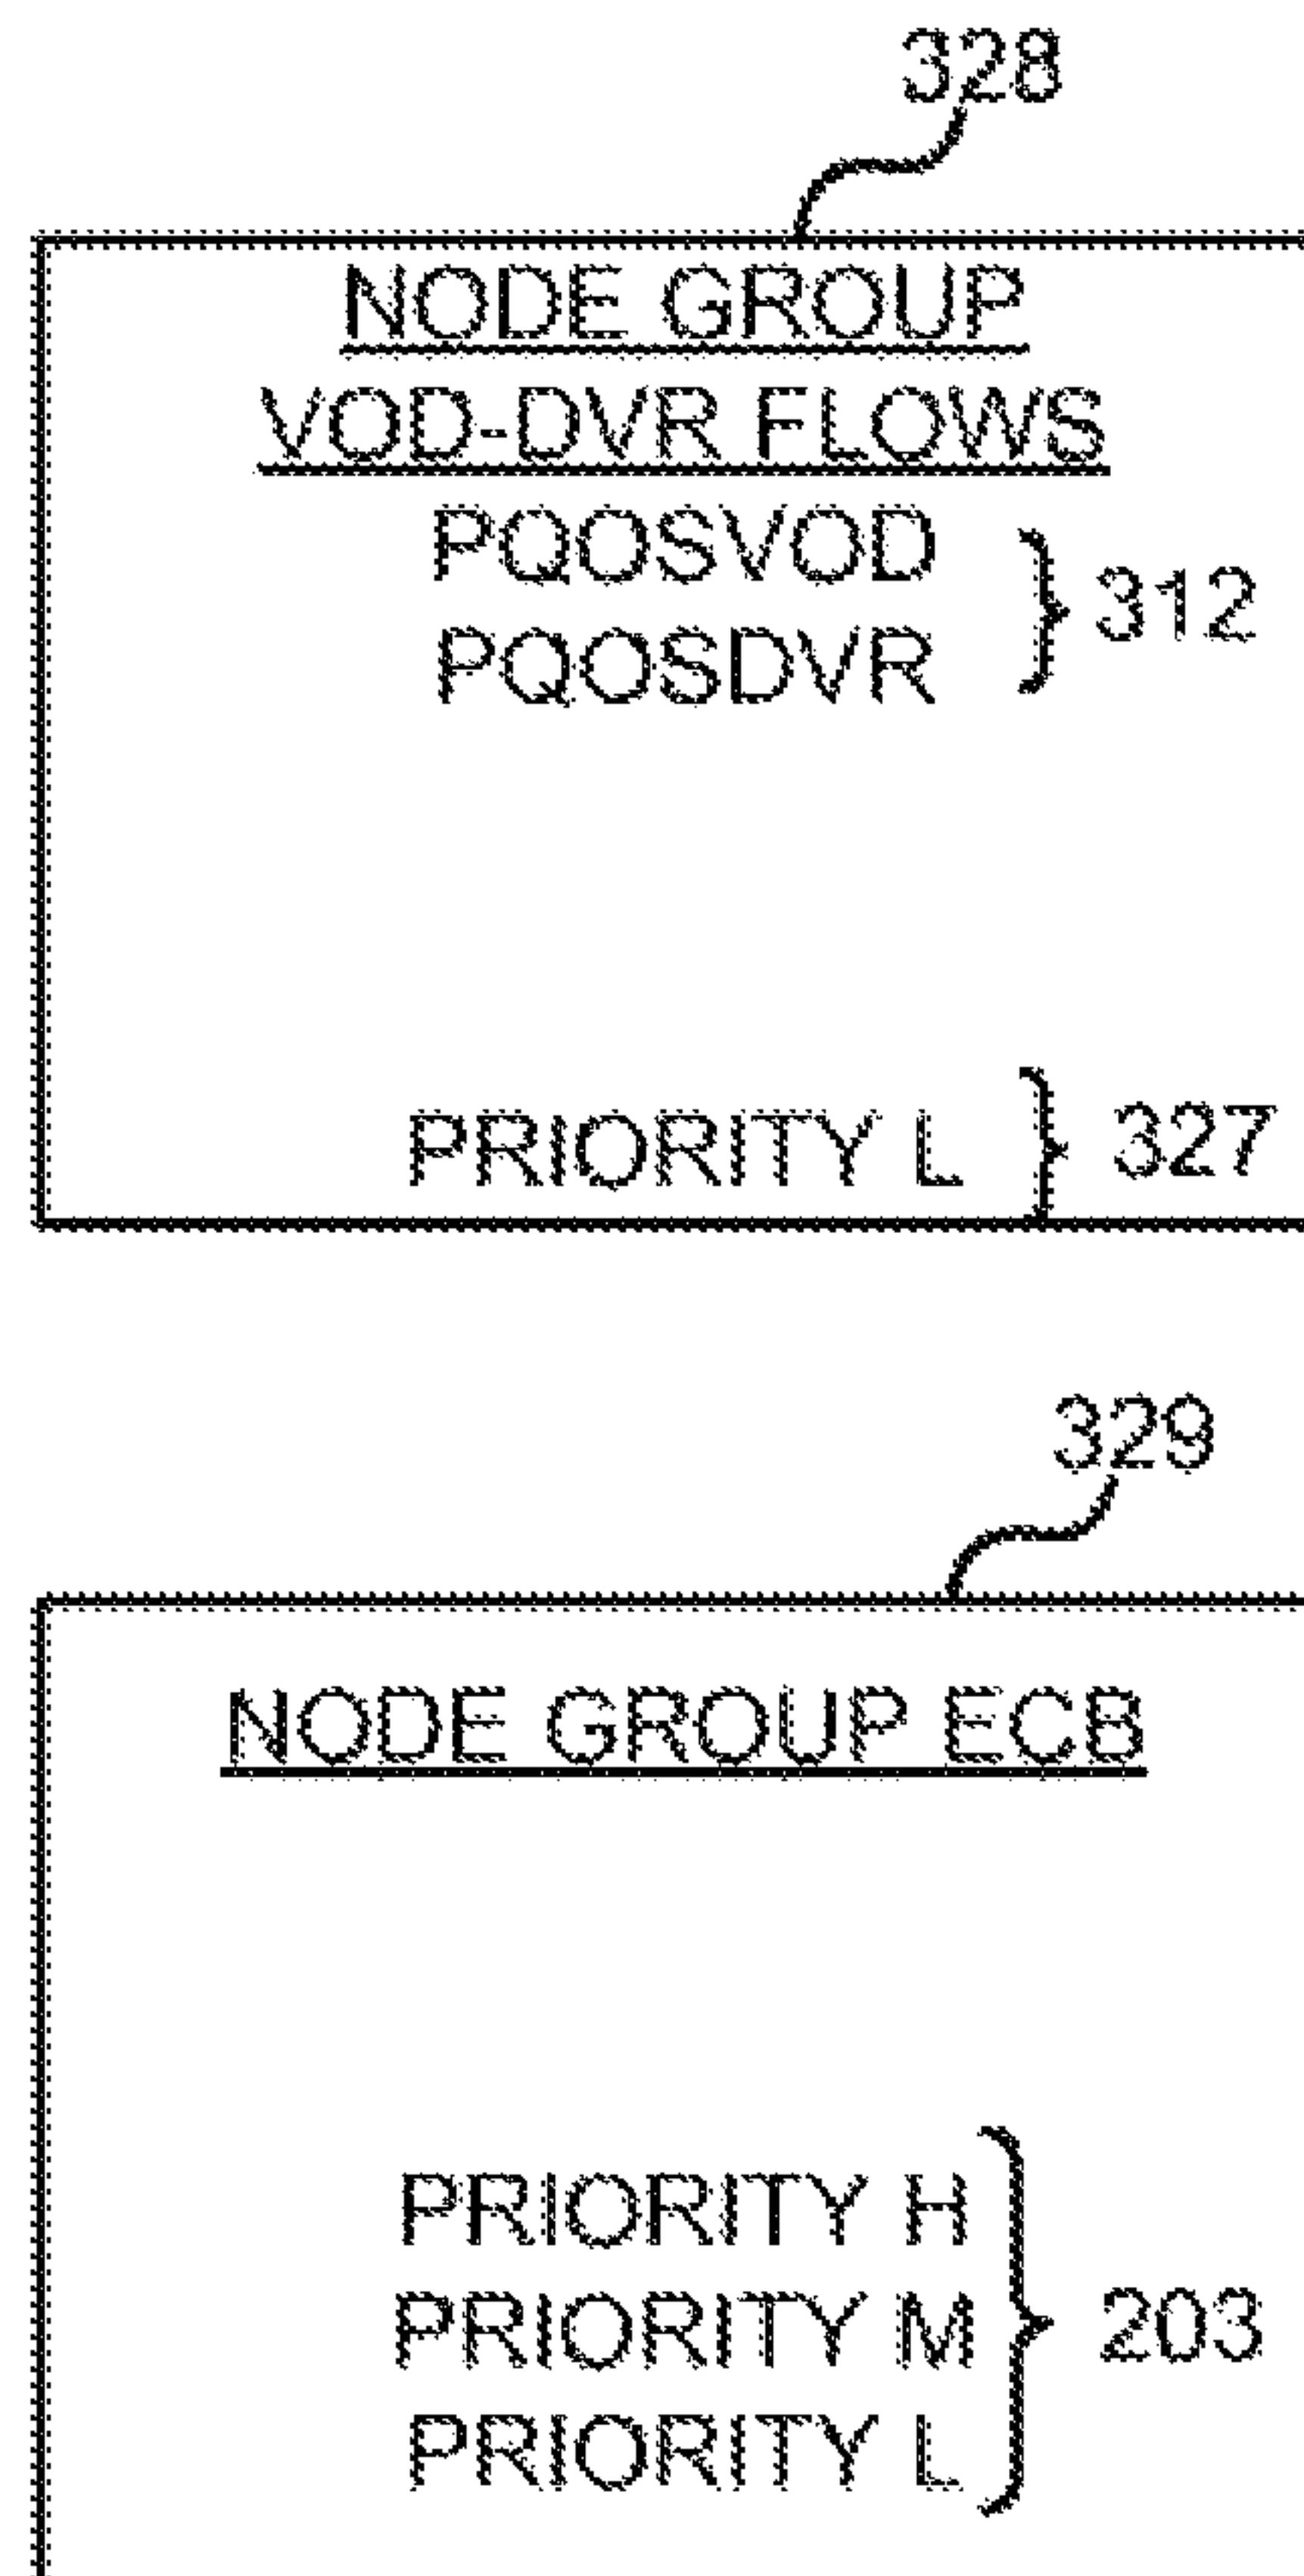 328
NODE GROUP
VOD-DVR FLOWS
PQOSVOD
PQOSDVR
312
PRIORITY L
327
329
NODE GROUP ECB
PRIORITY H
PRIORITY M
PRIORITY L
203